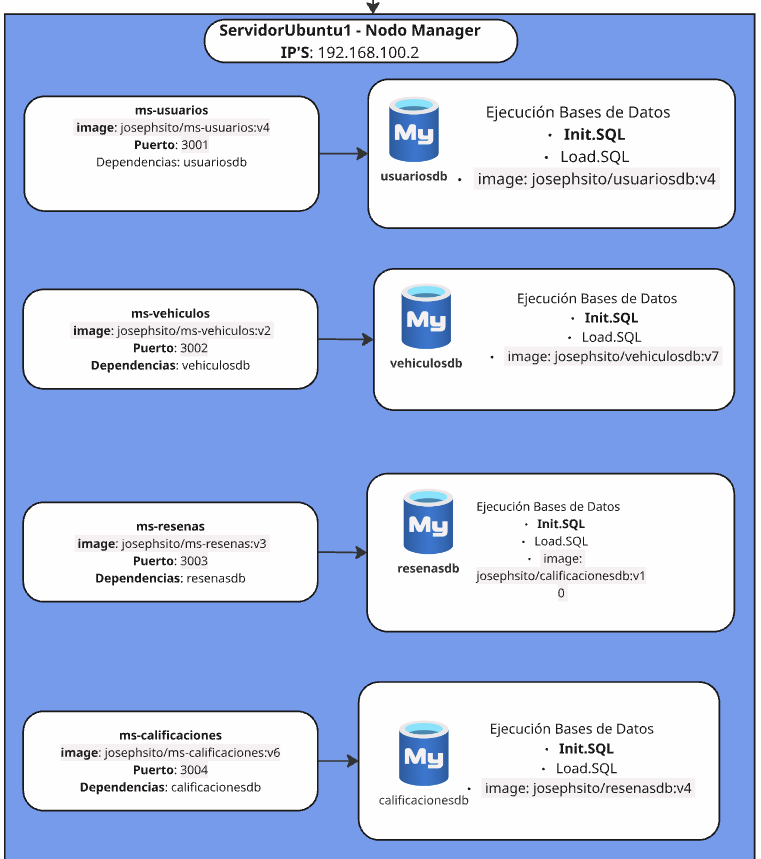 ServidorUbuntu1 - Nodo Manager
IP'S: 192.168.100.2
ms-usuarios
image: josephsito/ms-usuarios:v4
Puerto: 3001
Dependencias: usuariosdb
My
usuariosdb
Ejecución Bases de Datos
• Init.SQL
• Load.SQL
• image: josephsito/usuariosdb:v4
ms-vehiculos
image: josephsito/ms-vehiculos:v2
Puerto: 3002
Dependencias: vehiculosdb
My
vehiculosdb
Ejecución Bases de Datos
• Init.SQL
• Load.SQL
• image: josephsito/vehiculosdb:v7
ms-resenas
image: josephsito/ms-resenas:v3
Puerto: 3003
Dependencias: resenasdb
My
resenasdb
Ejecución Bases de Datos
• Init.SQL
• Load.SQL
• image:
josephsito/calificacionesdb:v1
0
ms-calificaciones
image: josephsito/ms-calificaciones:v6
Puerto: 3004
Dependencias: calificacionesdb
My
calificacionesdb
Ejecución Bases de Datos
• Init.SQL
• Load.SQL
• image: josephsito/resenasdb:v4